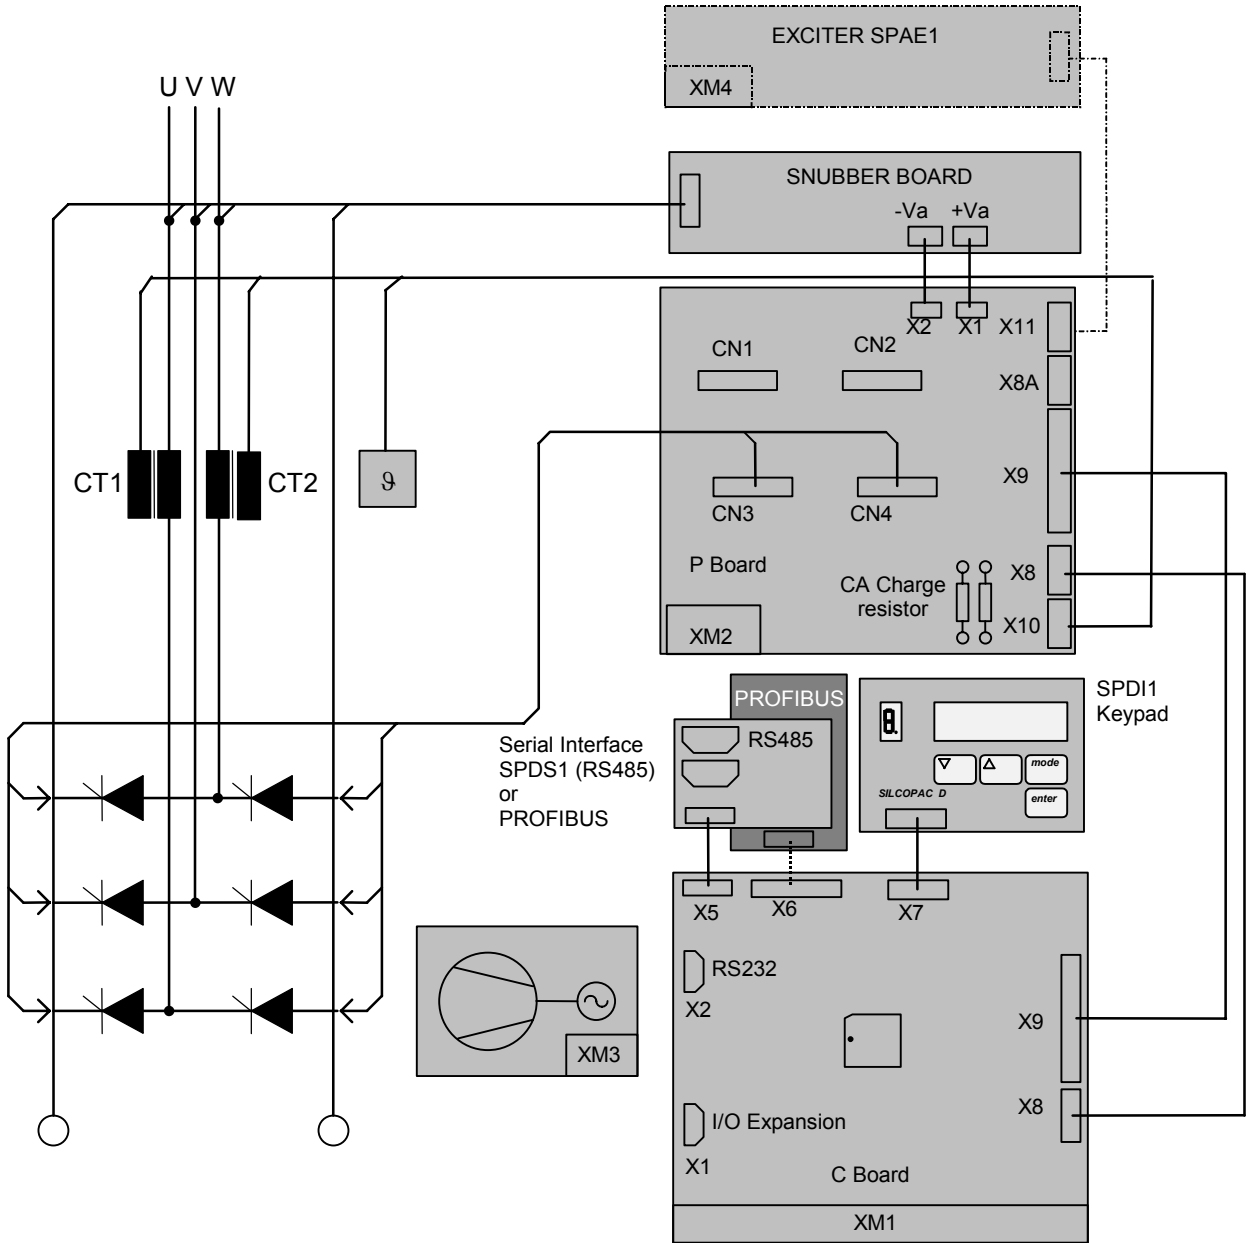 EXCITER SPAE1
XM4
U V W
SNUBBER BOARD
-Va +Va
X2 X1 X11
CN1 CN2
X8A
CT1 CT2 ϑ
X9
CN3 CN4
P Board
CA Charge
resistor
X8
X10
XM2
PROFIBUS
RS485
SPDI1
Keypad
Serial Interface
SPDS1 (RS485)
or
PROFIBUS
8.
mode
SILCOPAC D
enter
X5 X6 X7
RS232
X2
X9
XM3
X8
I/O Expansion
X1
C Board
XM1